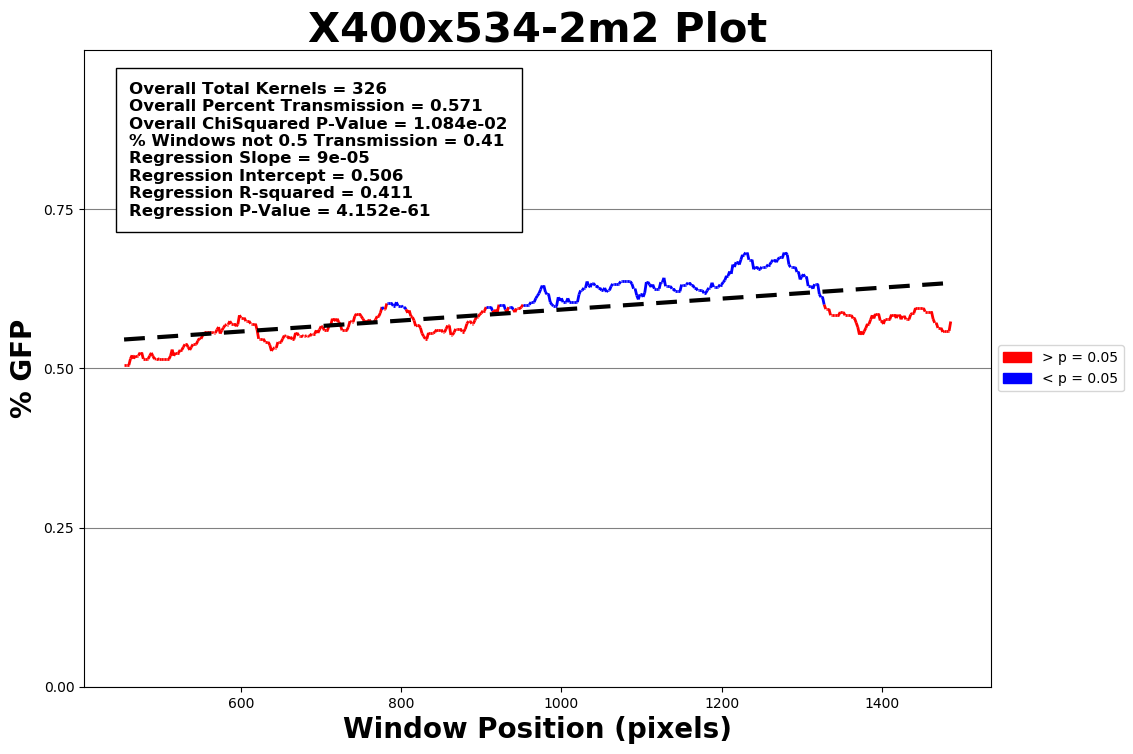 X400x534-2m2 Plot
Overall Total Kernels = 326
Overall Percent Transmission = 0.571
Overall ChiSquared P-Value = 1.084e-02
% Windows not 0.5 Transmission = 0.41
Regression Slope = 9e-05
Regression Intercept = 0.506
Regression R-squared = 0.411
Regression P-Value = 4.152e-61
0.75
0.50
0.25
0.00
% GFP
600 800 1000 1200 1400
Window Position (pixels)
> p = 0.05
< p = 0.05